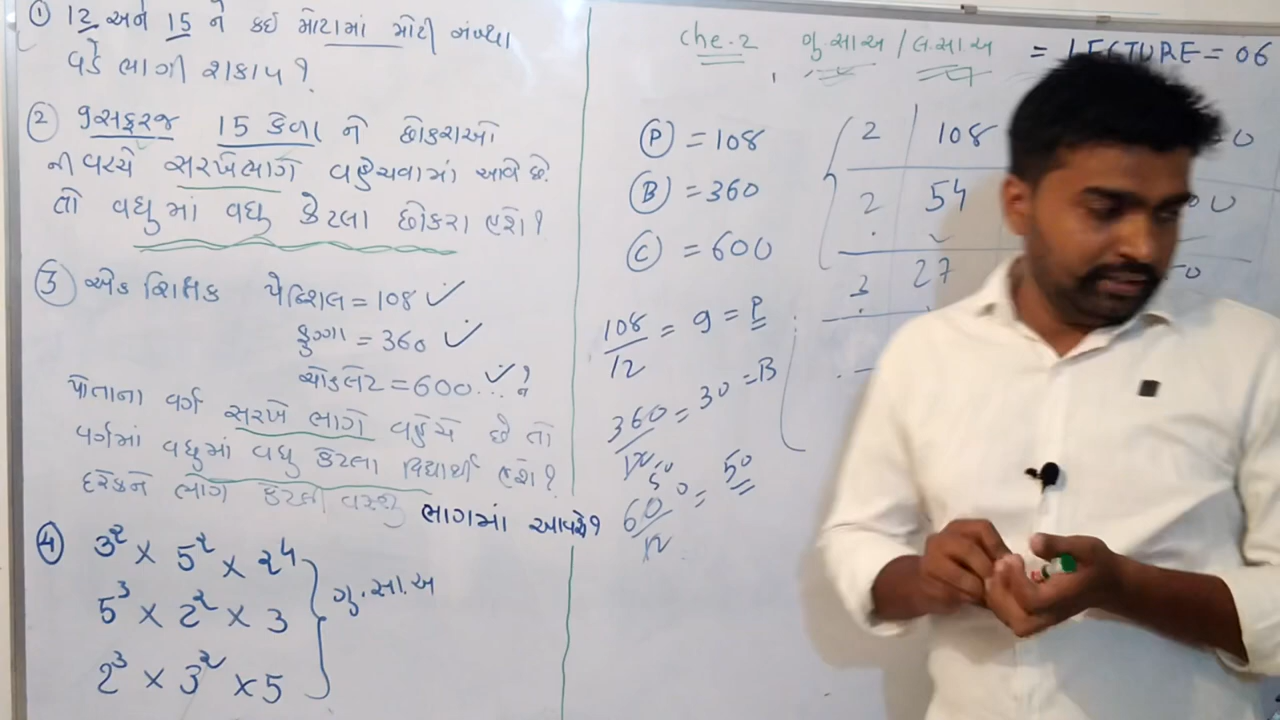 ① 12 અને 15 ને કઈ મોટામાં મોટી સંખ્યા
વડે ભાગી શકાય ?
② 9 સફરજ 15 કેળા ને છોકરાઓ
ની વચ્ચે સરખેભાગે વહેચવામાં આવે છે.
તો વધુમાં વધુ કેટલા છોકરા હશે ?
③ એક શિક્ષક પેન્શિલ = 108 ✓
ફુગ્ગા = 360 ✓
ચોકલેટ = 600 ✓ ને
પોતાના વર્ગ સરખે ભાગે વહેચે છે તો
વર્ગમાં વધુમાં વધુ કેટલા વિદ્યાર્થી હશે ?
દરેકને ભાગે કેટલી વસ્તુ ભાગમાં આવશે ?
④ 3² × 5² × 2⁴
5³ × 2² × 3
2³ × 3² × 5
ગુ.સા.અ
Che.2 ગુ.સાઅ / લ.સા.અ = LECTURE = 06
(P) = 108
(B) = 360
(C) = 600
108/12 = 9 = P
360/12 = 30 = B
600/12 = 50
50
2 | 108
2 | 54
3 | 27